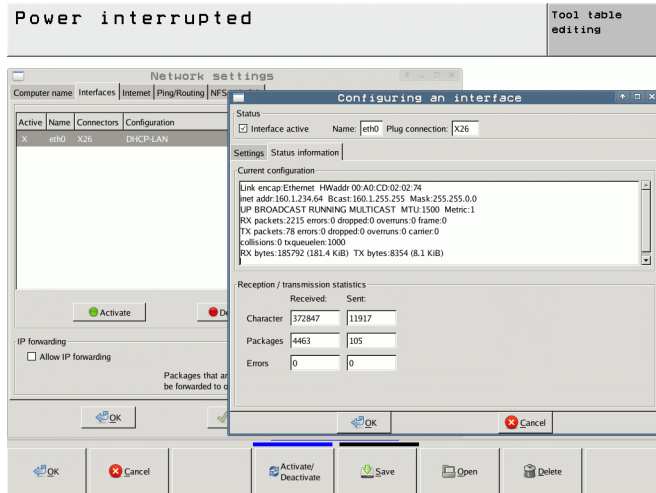 Power interrupted
Tool table
editing
Network settings
Computer name Interfaces Internet Ping/Routing NFS
Active Name Connectors Configuration
X eth0 X26 DHCP-LAN
Activate
IP forwarding
Allow IP forwarding
Packages that
be forwarded to
OK
Configuring an interface
Status
Interface active Name: eth0 Plug connection: X26
Settings Status information
Current configuration
Link encap:Ethernet HWaddr 00:A0:CD:02:02:74
inet addr:160.1.234.64 Bcast:160.1.255.255 Mask:255.255.0.0
UP BROADCAST RUNNING MULTICAST MTU:1500 Metric:1
RX packets:2215 errors:0 dropped:0 overruns:0 frame:0
TX packets:78 errors:0 dropped:0 overruns:0 carrier:0
collisions:0 txqueuelen:1000
RX bytes:185792 (181.4 KiB) TX bytes:8354 (8.1 KiB)
Reception / transmission statistics
Received: Sent:
Character 372847 11917
Packages 4463 105
Errors 0 0
OK Cancel
OK Cancel Activate/ Deactivate Save Open Delete